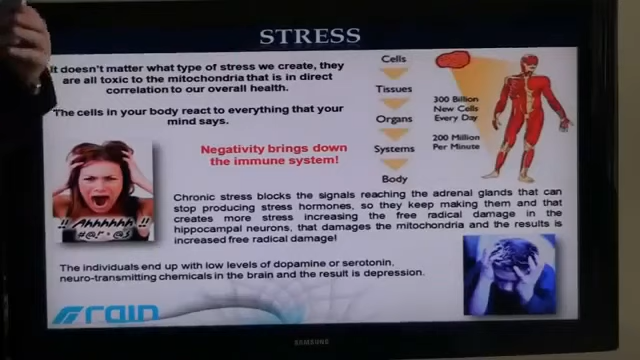 STRESS
It doesn't matter what type of stress we create, they
are all toxic to the mitochondria that is in direct
correlation to our overall health.
The cells in your body react to everything that your
mind says.
Negativity brings down
the immune system!
Cells
Tissues
Organs
Systems
Body
300 Billion
New Cells
Every Day
200 Million
Per Minute
!! Ahhhhhh !!
#@r * @$
Chronic stress blocks the signals reaching the adrenal glands that can
stop producing stress hormones, so they keep making them and that
creates more stress increasing the free radical damage in the
hippocampal neurons, that damages the mitochondria and the results is
increased free radical damage!
The individuals end up with low levels of dopamine or serotonin,
neuro-transmitting chemicals in the brain and the result is depression.
rain
SAMSUNG